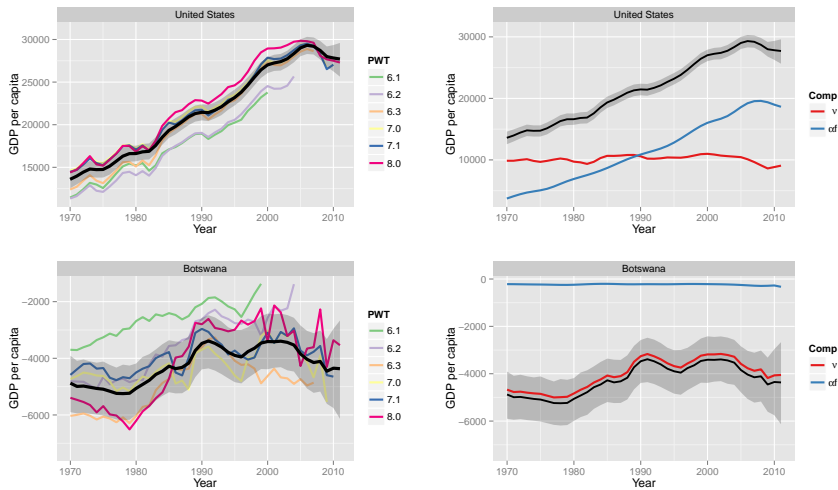 United States
GDP per capita
30000
25000
20000
15000
1970
1980
1990
2000
2010
Year
PWT
6.1
6.2
6.3
7.0
7.1
8.0
United States
GDP per capita
30000
20000
10000
1970
1980
1990
2000
2010
Year
Comp
ν
αf
Botswana
GDP per capita
−2000
−4000
−6000
1970
1980
1990
2000
2010
Year
PWT
6.1
6.2
6.3
7.0
7.1
8.0
Botswana
GDP per capita
0
−2000
−4000
−6000
1970
1980
1990
2000
2010
Year
Comp
ν
αf